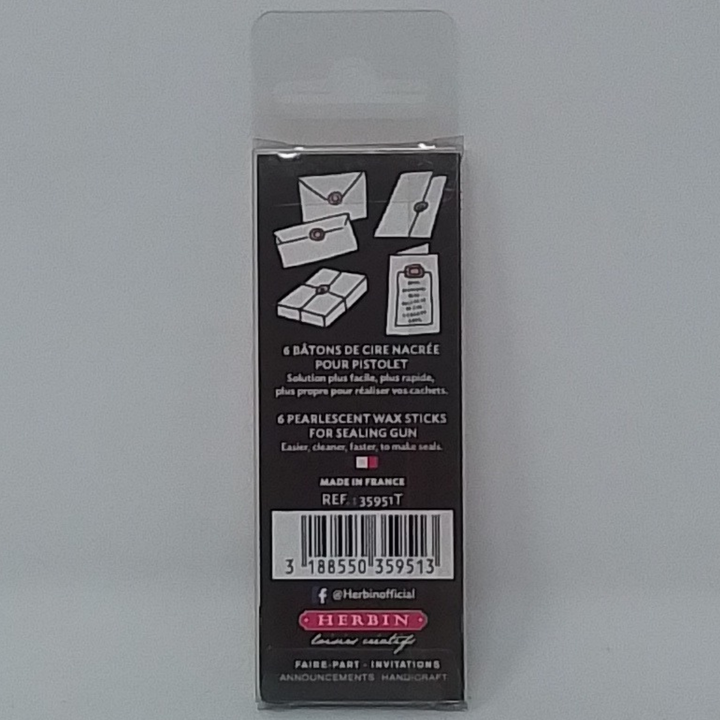 6 BÂTONS DE CIRE NACRÉE
POUR PISTOLET
Solution plus facile, plus rapide,
plus propre pour réaliser vos cachets.
6 PEARLESCENT WAX STICKS
FOR SEALING GUN
Easier, cleaner, faster, to make seals.
MADE IN FRANCE
REF. : 35951T
3 188550 359513
f @Herbinofficial
HERBIN
loisirs créatifs
FAIRE-PART - INVITATIONS
ANNOUNCEMENTS HANDICRAFT